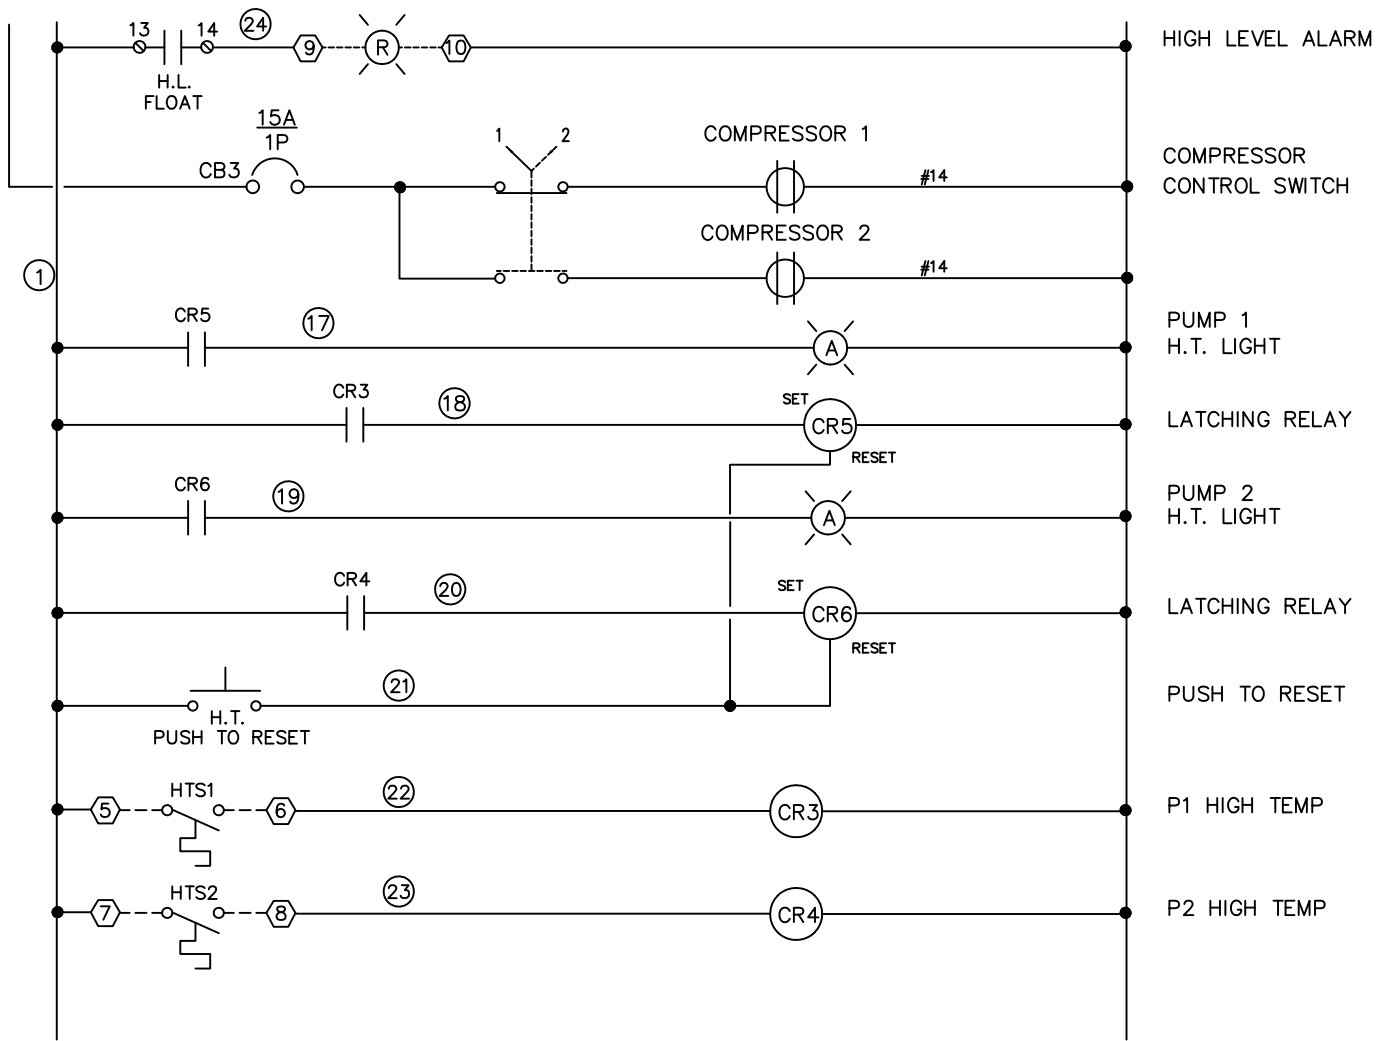 13 14 24
9 R 10
HIGH LEVEL ALARM
H.L.
FLOAT
15A
1P
CB3
1 2
COMPRESSOR 1
#14
COMPRESSOR
CONTROL SWITCH
COMPRESSOR 2
#14
1
CR5 17
A
PUMP 1
H.T. LIGHT
CR3 18
SET
CR5
RESET
LATCHING RELAY
CR6 19
A
PUMP 2
H.T. LIGHT
CR4 20
SET
CR6
RESET
LATCHING RELAY
21
H.T.
PUSH TO RESET
PUSH TO RESET
HTS1 22
5 6 CR3
P1 HIGH TEMP
HTS2 23
7 8 CR4
P2 HIGH TEMP